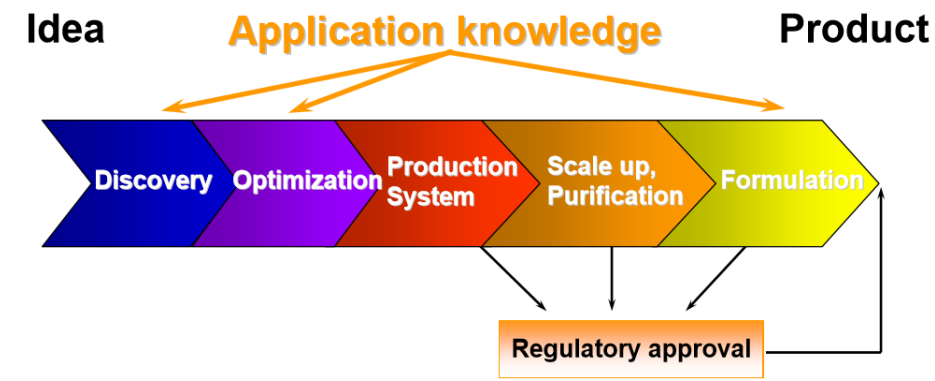 Idea
Application knowledge
Product
Discovery
Optimization
Production
System
Scale up,
Purification
Formulation
Regulatory approval